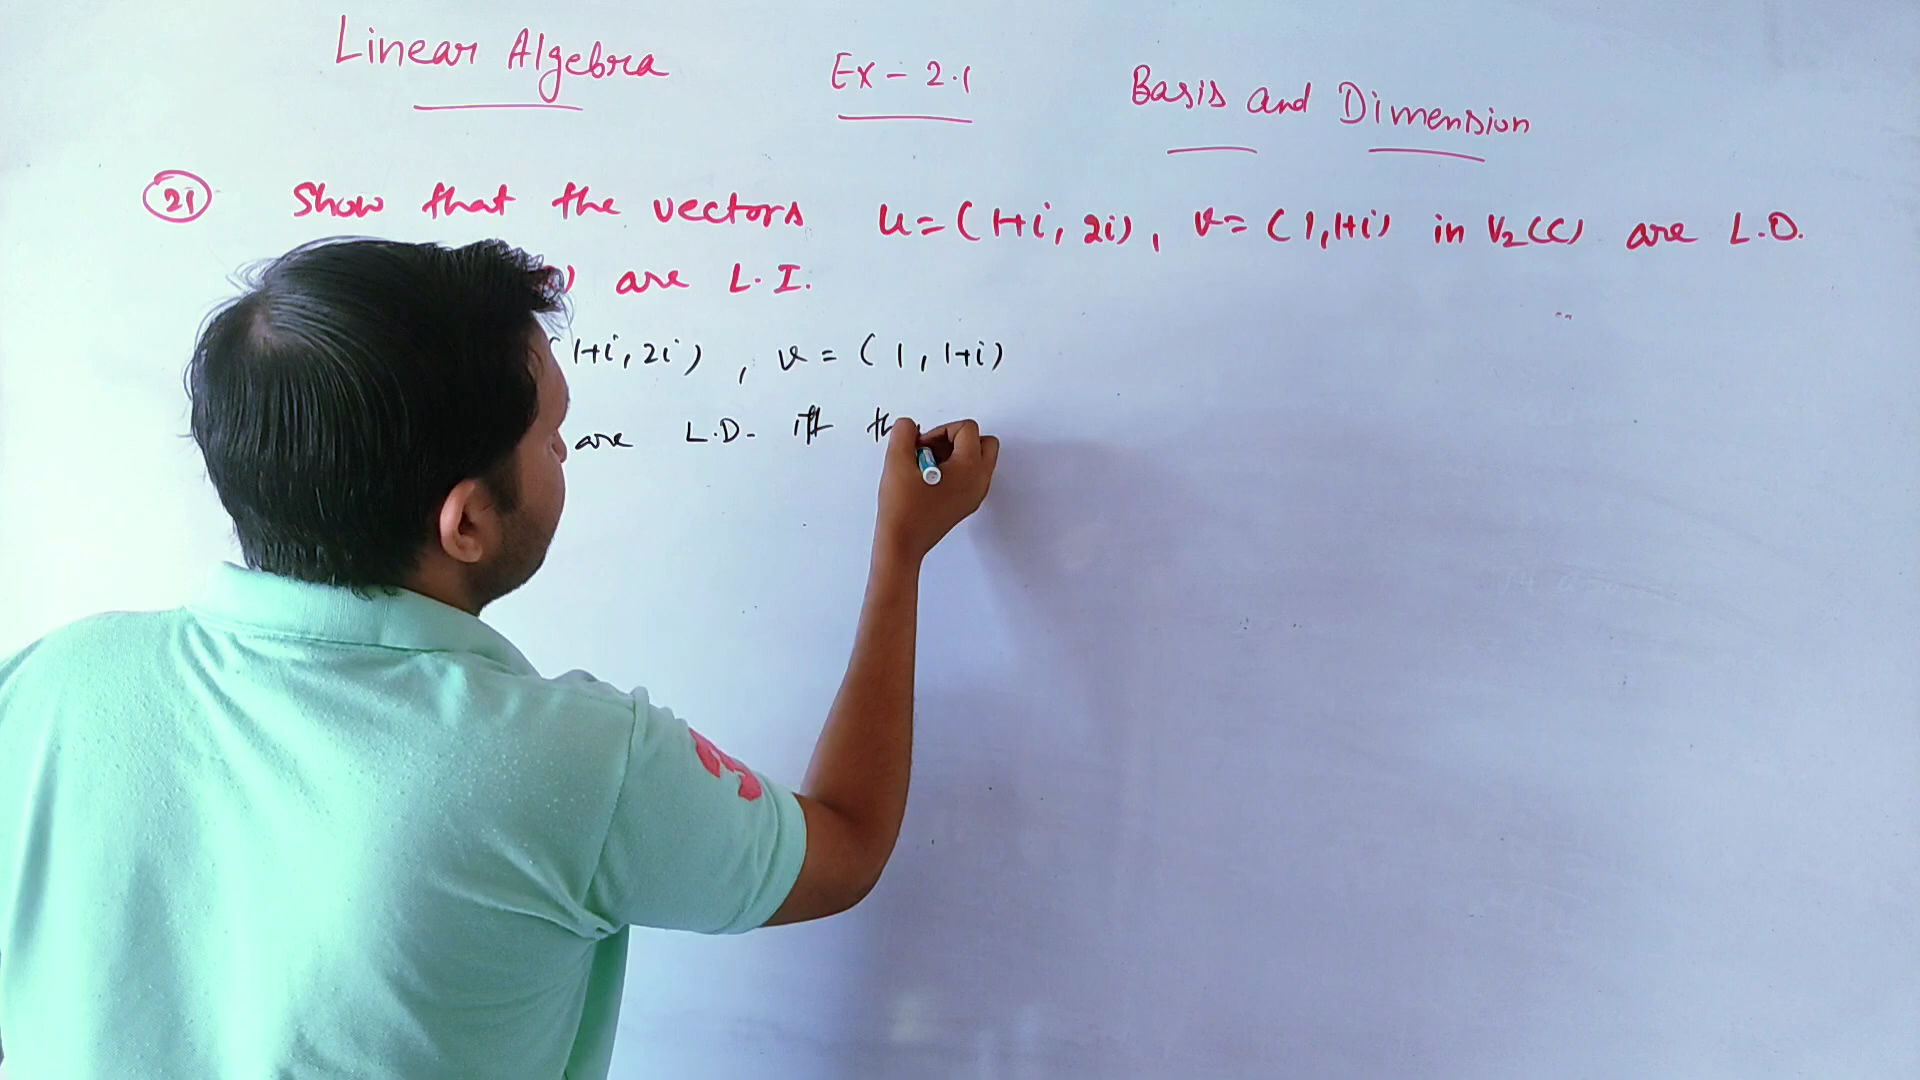 Linear Algebra Ex - 2.1 Basis and Dimension
21 Show that the vectors u = (1+i, 2i), v = (1, 1+i) in V₂(C) are L.D.
) are L.I.
(1+i, 2i), v = (1, 1+i)
are L.D. iff